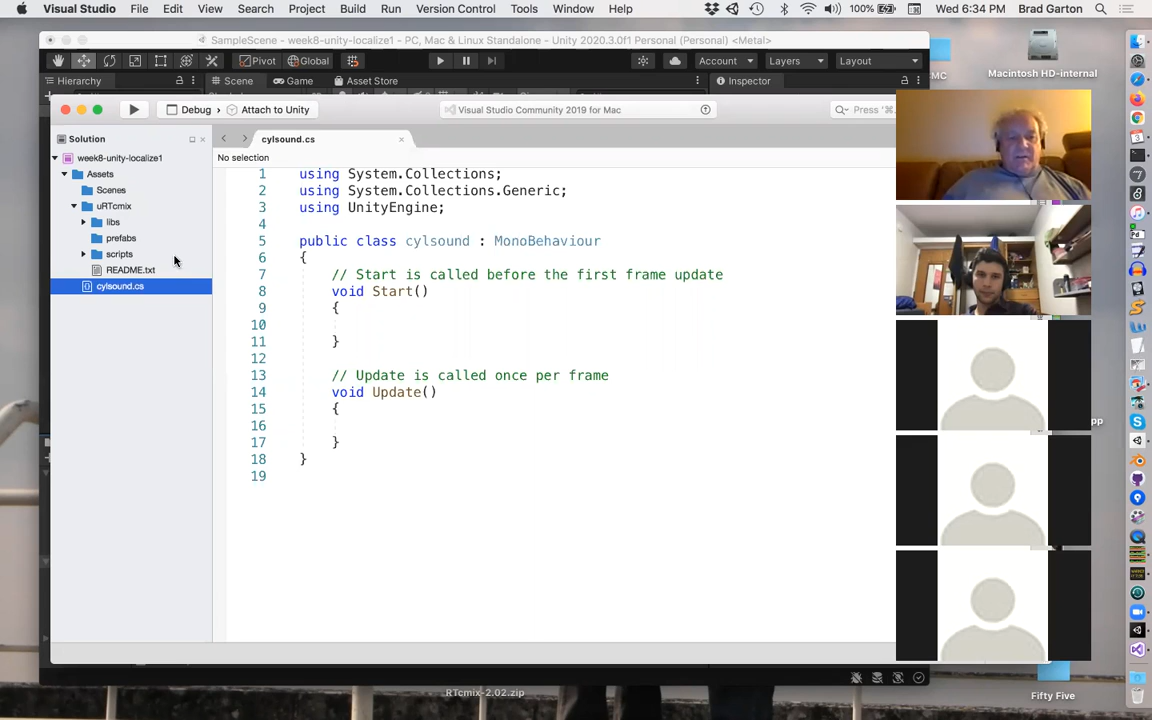 Visual Studio File Edit View Search Project Build Run Version Control Tools Window Help 100% Wed 6:34 PM Brad Garton
SampleScene - week8-unity-localize1 - PC, Mac & Linux Standalone - Unity 2020.3.0f1 Personal (Personal) <Metal>
Pivot Global Account Layers Layout
Hierarchy Scene Game Asset Store Inspector
Macintosh HD-internal
Debug › Attach to Unity Visual Studio Community 2019 for Mac Press '⌘.
Solution cylsound.cs
No selection
week8-unity-localize1
Assets
Scenes
uRTcmix
libs
prefabs
scripts
README.txt
cylsound.cs
1 using System.Collections;
2 using System.Collections.Generic;
3 using UnityEngine;
4
5 public class cylsound : MonoBehaviour
6 {
7 // Start is called before the first frame update
8 void Start()
9 {
10
11 }
12
13 // Update is called once per frame
14 void Update()
15 {
16
17 }
18 }
19
RTcmix-2.02.zip
Fifty Five